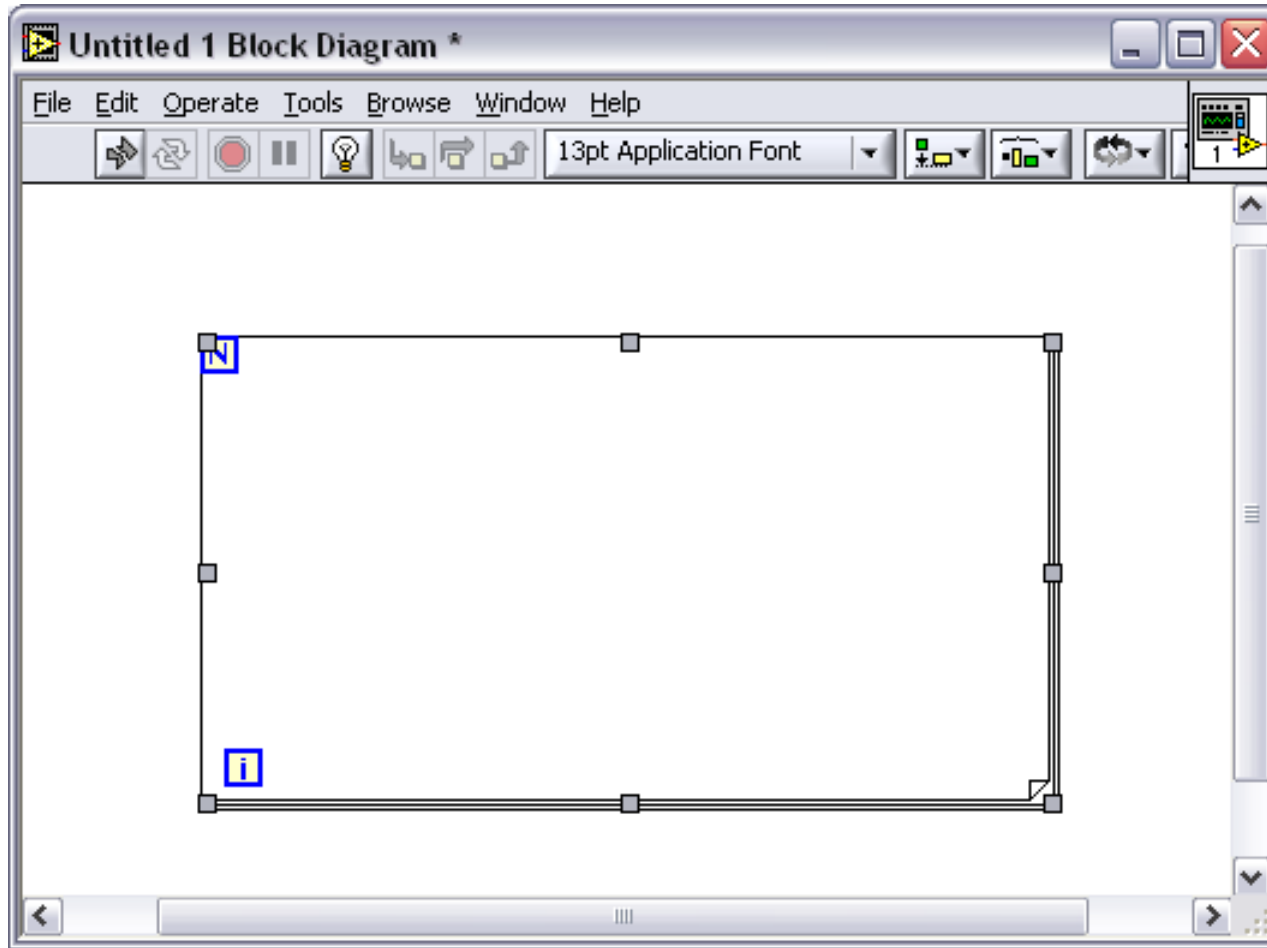 Untitled 1 Block Diagram *
File Edit Operate Tools Browse Window Help
13pt Application Font
1
N
i